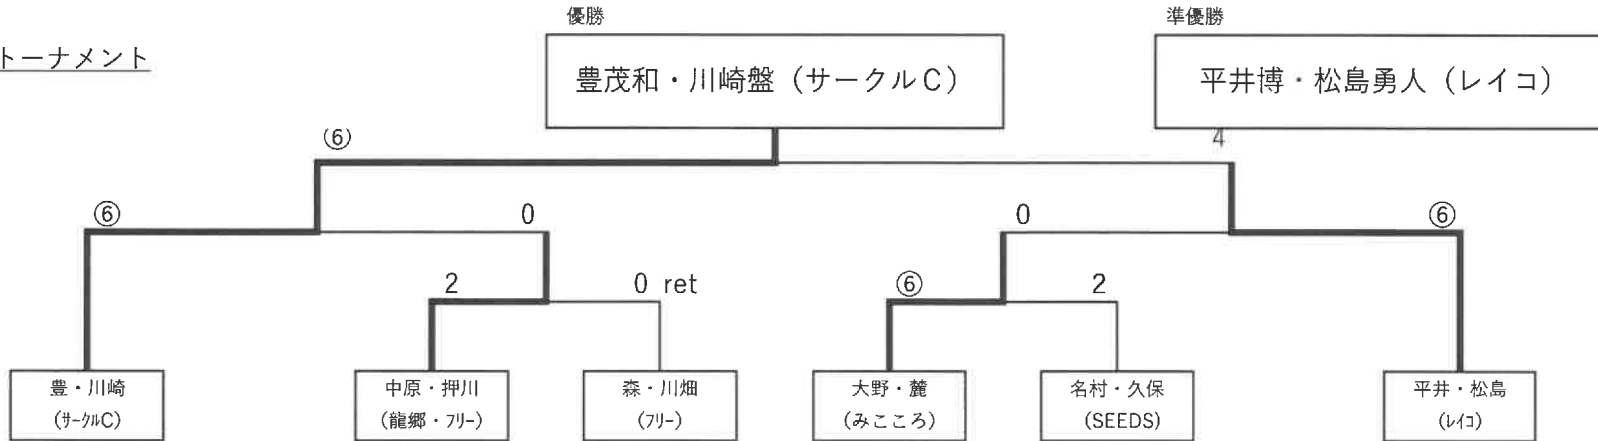 優勝
準優勝
トーナメント
豊茂和・川崎盤（サークルＣ）
平井博・松島勇人（レイコ）
⑥
4
⑥
0
0
⑥
2
0 ret
⑥
2
豊・川崎
(ｻｰｸﾙC)
中原・押川
(龍郷・ﾌﾘｰ)
森・川畑
(ﾌﾘｰ)
大野・麓
(みこころ)
名村・久保
(SEEDS)
平井・松島
(ﾚｲｺ)